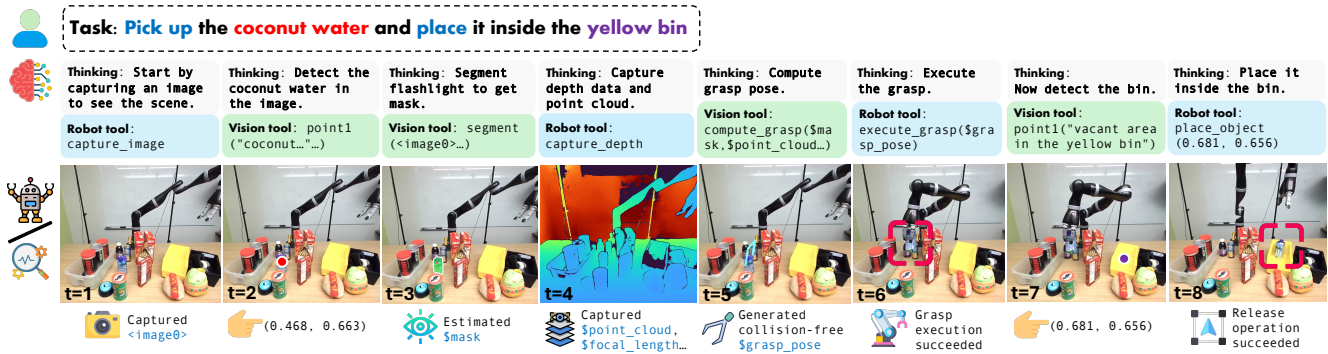 Task: Pick up the coconut water and place it inside the yellow bin
Thinking: Start by
capturing an image
to see the scene.
Robot tool:
capture_image
Thinking: Detect the
coconut water in
the image.
Vision tool: point1
("coconut…"…)
Thinking: Segment
flashlight to get
mask.
Vision tool: segment
(<image0>…)
Thinking: Capture
depth data and
point cloud.
Robot tool:
capture_depth
Thinking: Compute
grasp pose.
Vision tool:
compute_grasp($ma
sk,$point_cloud…)
Thinking: Execute
the grasp.
Robot tool:
execute_grasp($gra
sp_pose)
Thinking:
Now detect the bin.
Vision tool:
point1("vacant area
in the yellow bin")
Thinking: Place it
inside the bin.
Robot tool:
place_object
(0.681, 0.656)
t=1
t=2
t=3
t=4
t=5
t=6
t=7
t=8
Captured
<image0>
(0.468, 0.663)
Estimated
$mask
Captured
$point_cloud,
$focal_length…
Generated
collision-free
$grasp_pose
Grasp
execution
succeeded
(0.681, 0.656)
Release
operation
succeeded